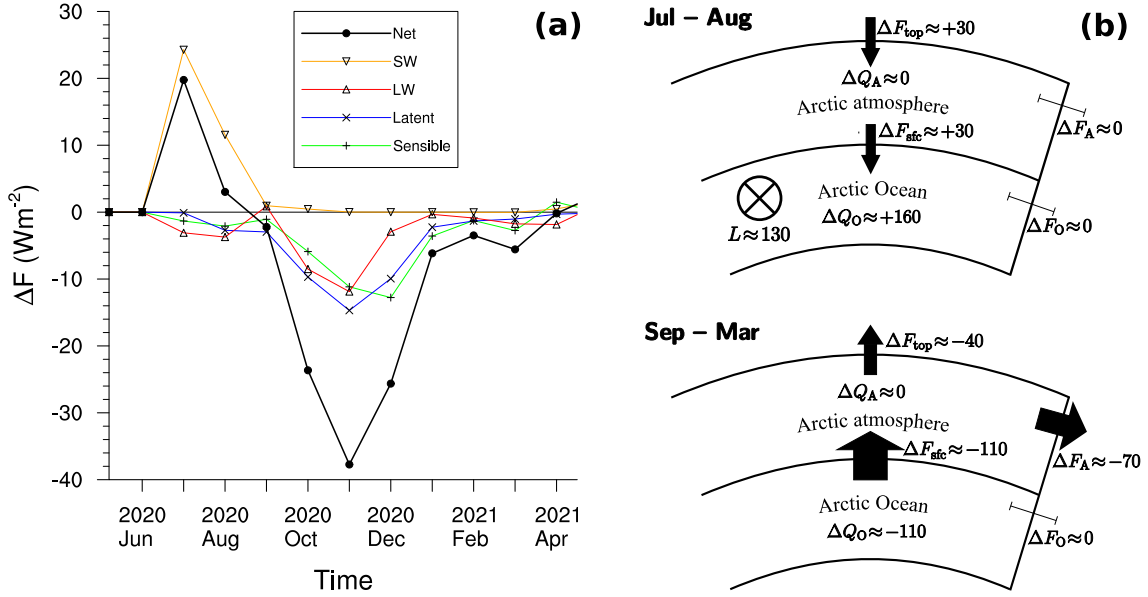 (a)
Net
SW
LW
Latent
Sensible
ΔF (Wm⁻²)
30
20
10
0
-10
-20
-30
-40
2020 2020 2020 2020 2021 2021
Jun Aug Oct Dec Feb Apr
Time
(b)
Jul – Aug
ΔF_top≈+30
ΔQ_A≈0
Arctic atmosphere
ΔF_sfc≈+30
ΔF_A≈0
Arctic Ocean
ΔQ_O≈+160
L≈130
ΔF_O≈0
Sep – Mar
ΔF_top≈−40
ΔQ_A≈0
Arctic atmosphere
ΔF_sfc≈−110
ΔF_A≈−70
Arctic Ocean
ΔQ_O≈−110
ΔF_O≈0